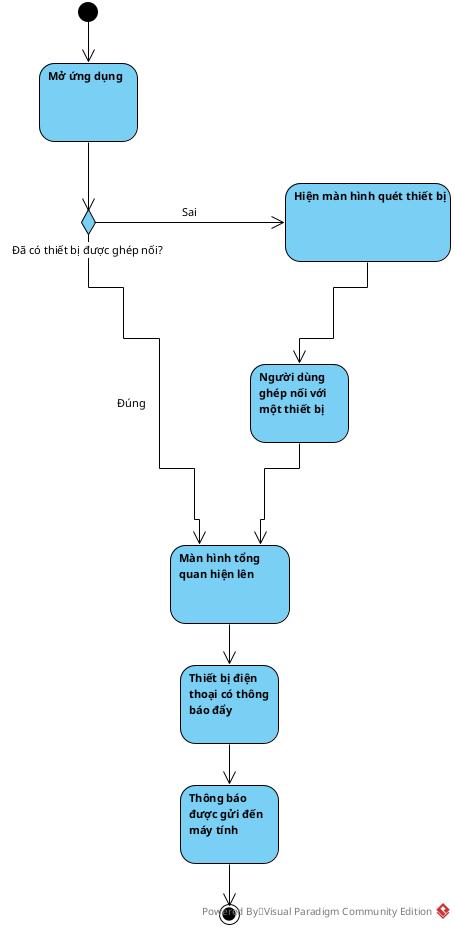 Mở ứng dụng
Sai
Hiện màn hình quét thiết bị
Đã có thiết bị được ghép nối?
Người dùng
ghép nối với
một thiết bị
Đúng
Màn hình tổng
quan hiện lên
Thiết bị điện
thoại có thông
báo đẩy
Thông báo
được gửi đến
máy tính
Powered By Visual Paradigm Community Edition